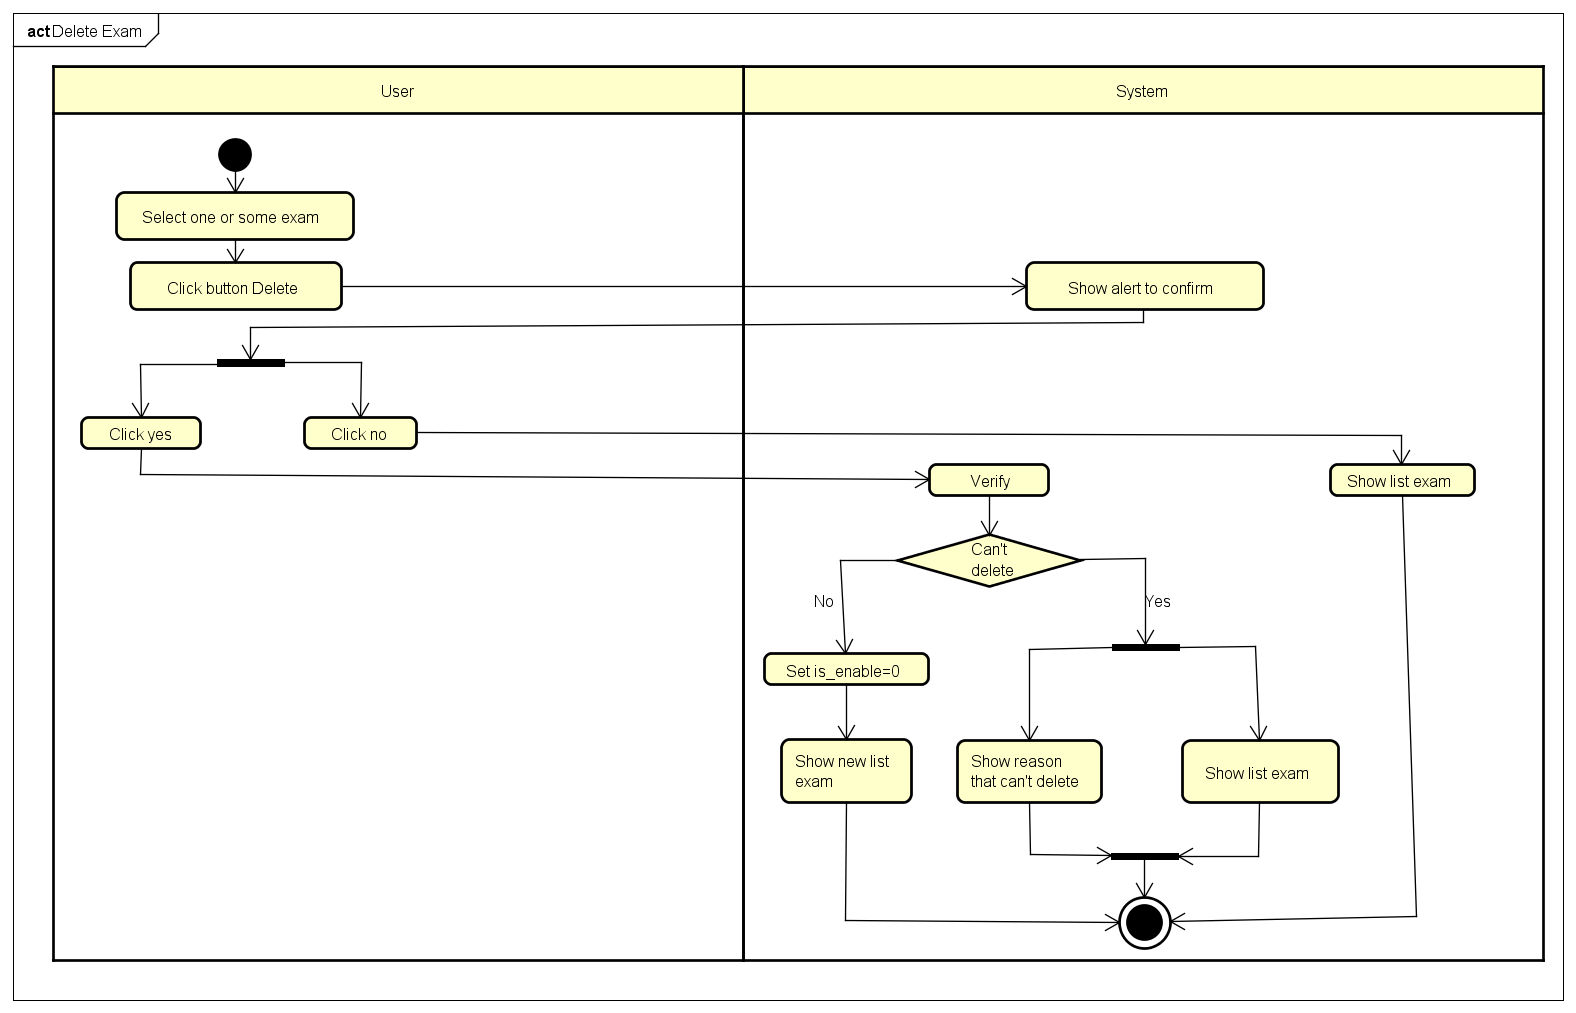 act Delete Exam
User
System
Select one or some exam
Click button Delete
Show alert to confirm
Click yes
Click no
Verify
Show list exam
Can't
delete
No
Yes
Set is_enable=0
Show new list
exam
Show reason
that can't delete
Show list exam